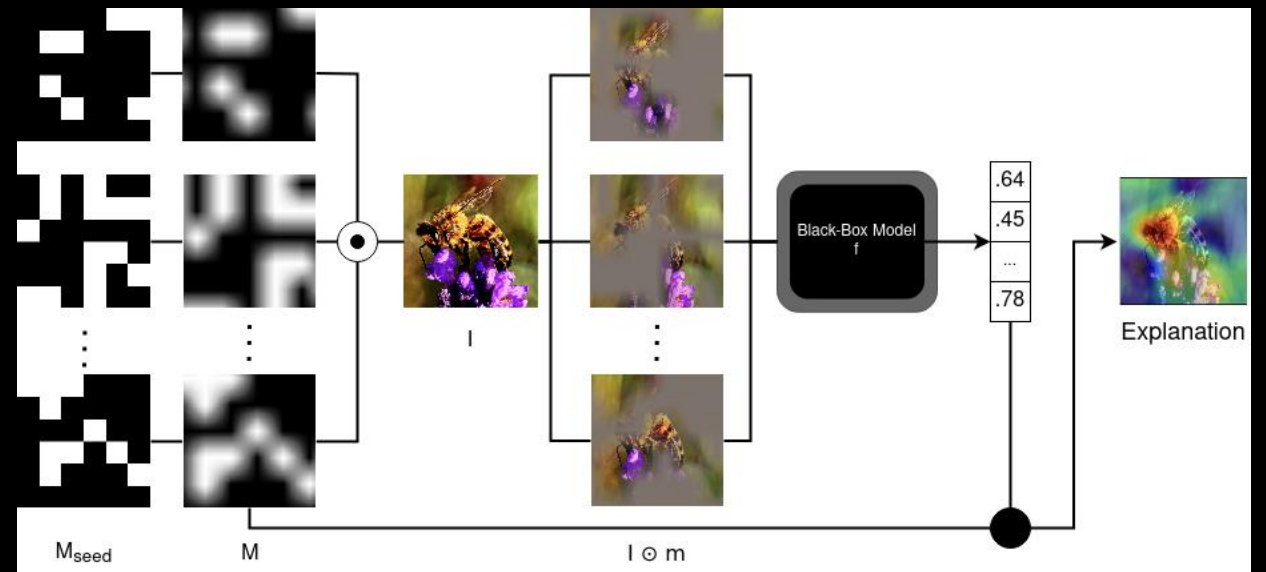 Black-Box Model
f
.64
.45
...
.78
I
Explanation
M_seed
M
I ⊙ m